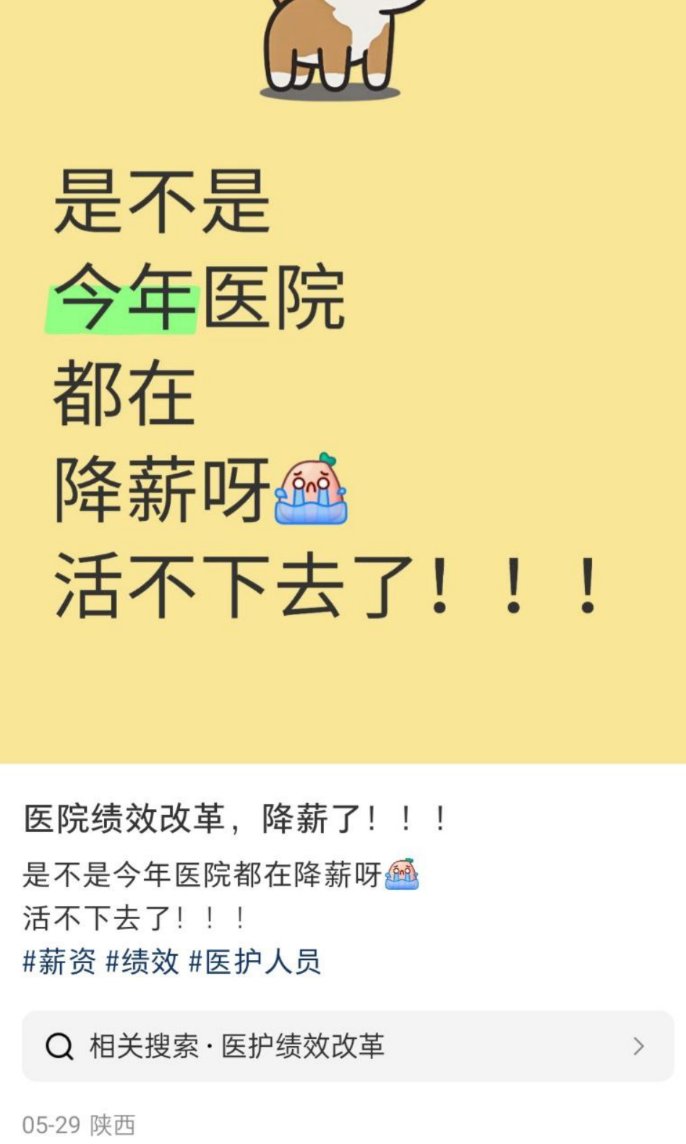 是不是
今年医院
都在
降薪呀
活不下去了！！！
医院绩效改革，降薪了！！！
是不是今年医院都在降薪呀
活不下去了！！！
#薪资 #绩效 #医护人员
相关搜索·医护绩效改革
05-29 陕西